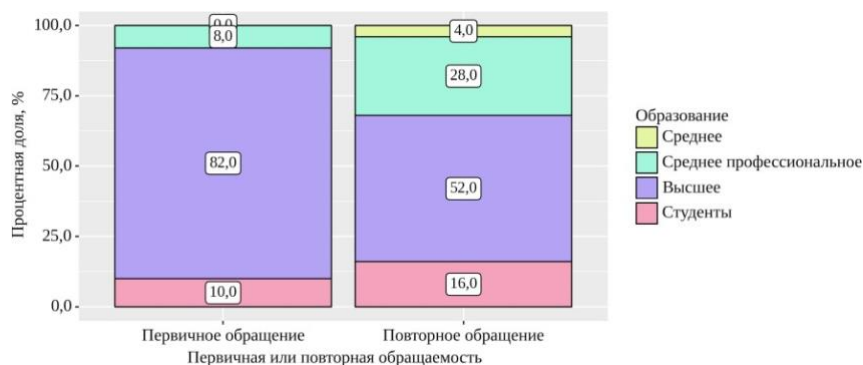 Процентная доля, %
100,0
75,0
50,0
25,0
0,0
0,0
8,0
82,0
10,0
4,0
28,0
52,0
16,0
Первичное обращение
Повторное обращение
Первичная или повторная обращаемость
Образование
Среднее
Среднее профессиональное
Высшее
Студенты